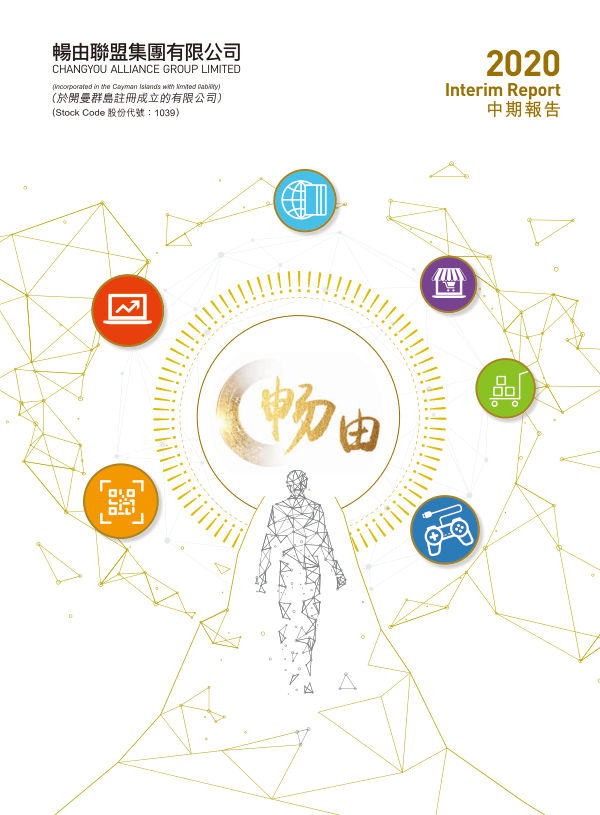 暢由聯盟集團有限公司
CHANGYOU ALLIANCE GROUP LIMITED
(incorporated in the Cayman Islands with limited liability)
(於開曼群島註冊成立的有限公司)
(Stock Code 股份代號：1039)
2020
Interim Report
中期報告
畅由